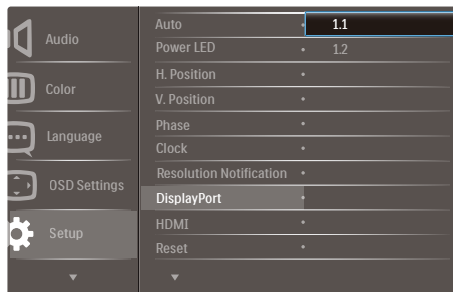 Audio
Color
Language
OSD Settings
Setup
Auto
Power LED
H. Position
V. Position
Phase
Clock
Resolution Notification
DisplayPort
HDMI
Reset
1.1
1.2